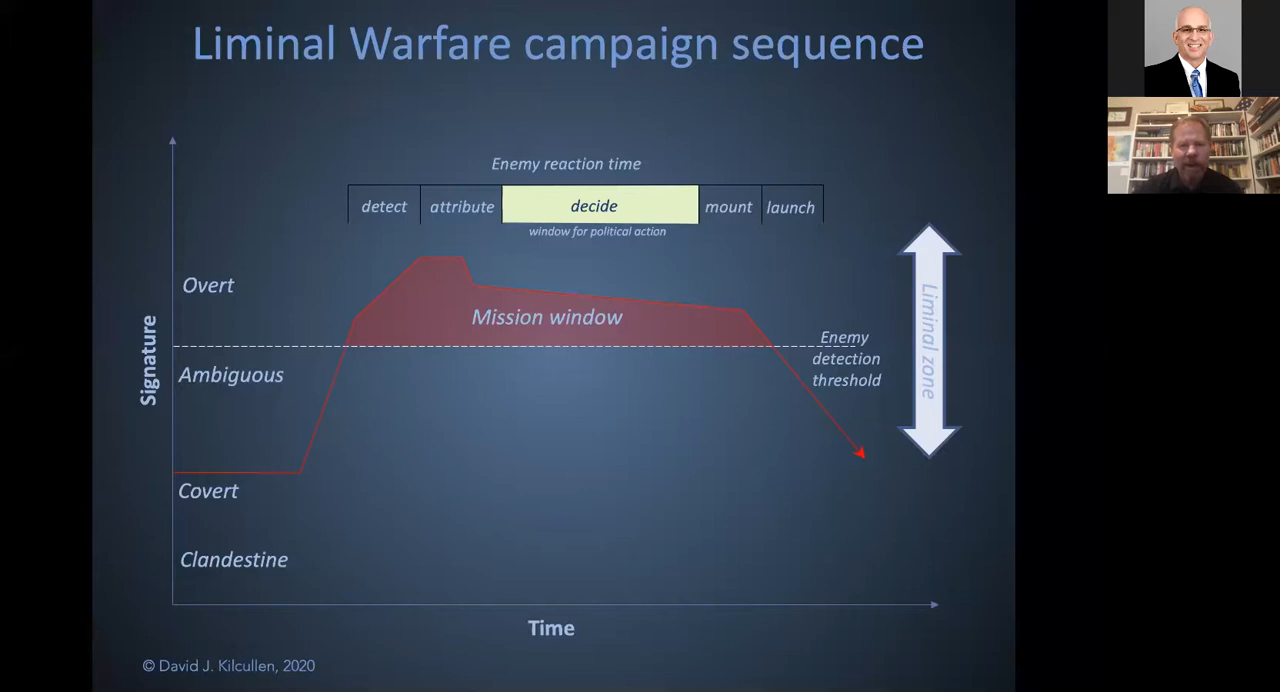 Liminal Warfare campaign sequence
Enemy reaction time
detect
attribute
decide
mount
launch
window for political action
Overt
Mission window
Enemy
detection
threshold
Ambiguous
Signature
Liminal zone
Covert
Clandestine
Time
© David J. Kilcullen, 2020